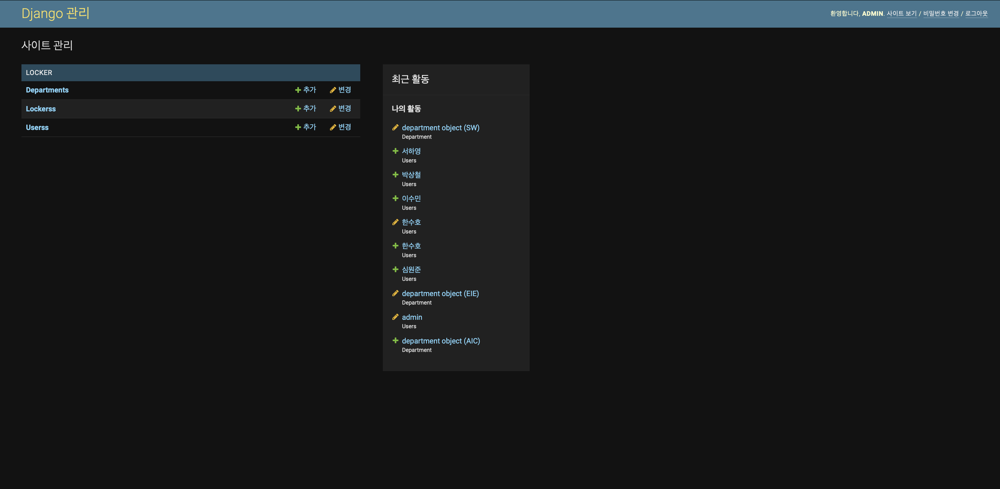 Django 관리
환영합니다, ADMIN. 사이트 보기 / 비밀번호 변경 / 로그아웃
사이트 관리
LOCKER
Departments 추가 변경
Lockerss 추가 변경
Userss 추가 변경
최근 활동
나의 활동
department object (SW)
Department
서하영
Users
박상철
Users
이수민
Users
한수호
Users
한수호
Users
심원준
Users
department object (EIE)
Department
admin
Users
department object (AIC)
Department